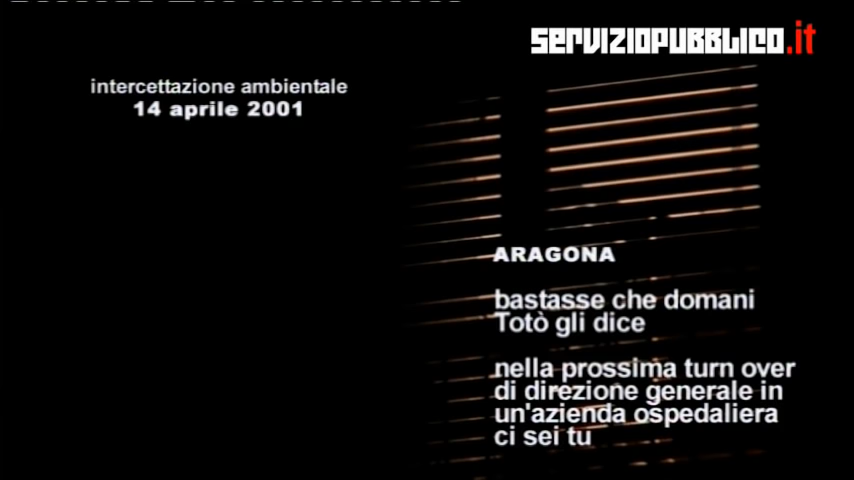 SERVIZIOPUBBLICO.it
intercettazione ambientale
14 aprile 2001
ARAGONA
bastasse che domani
Totò gli dice
nella prossima turn over
di direzione generale in
un'azienda ospedaliera
ci sei tu